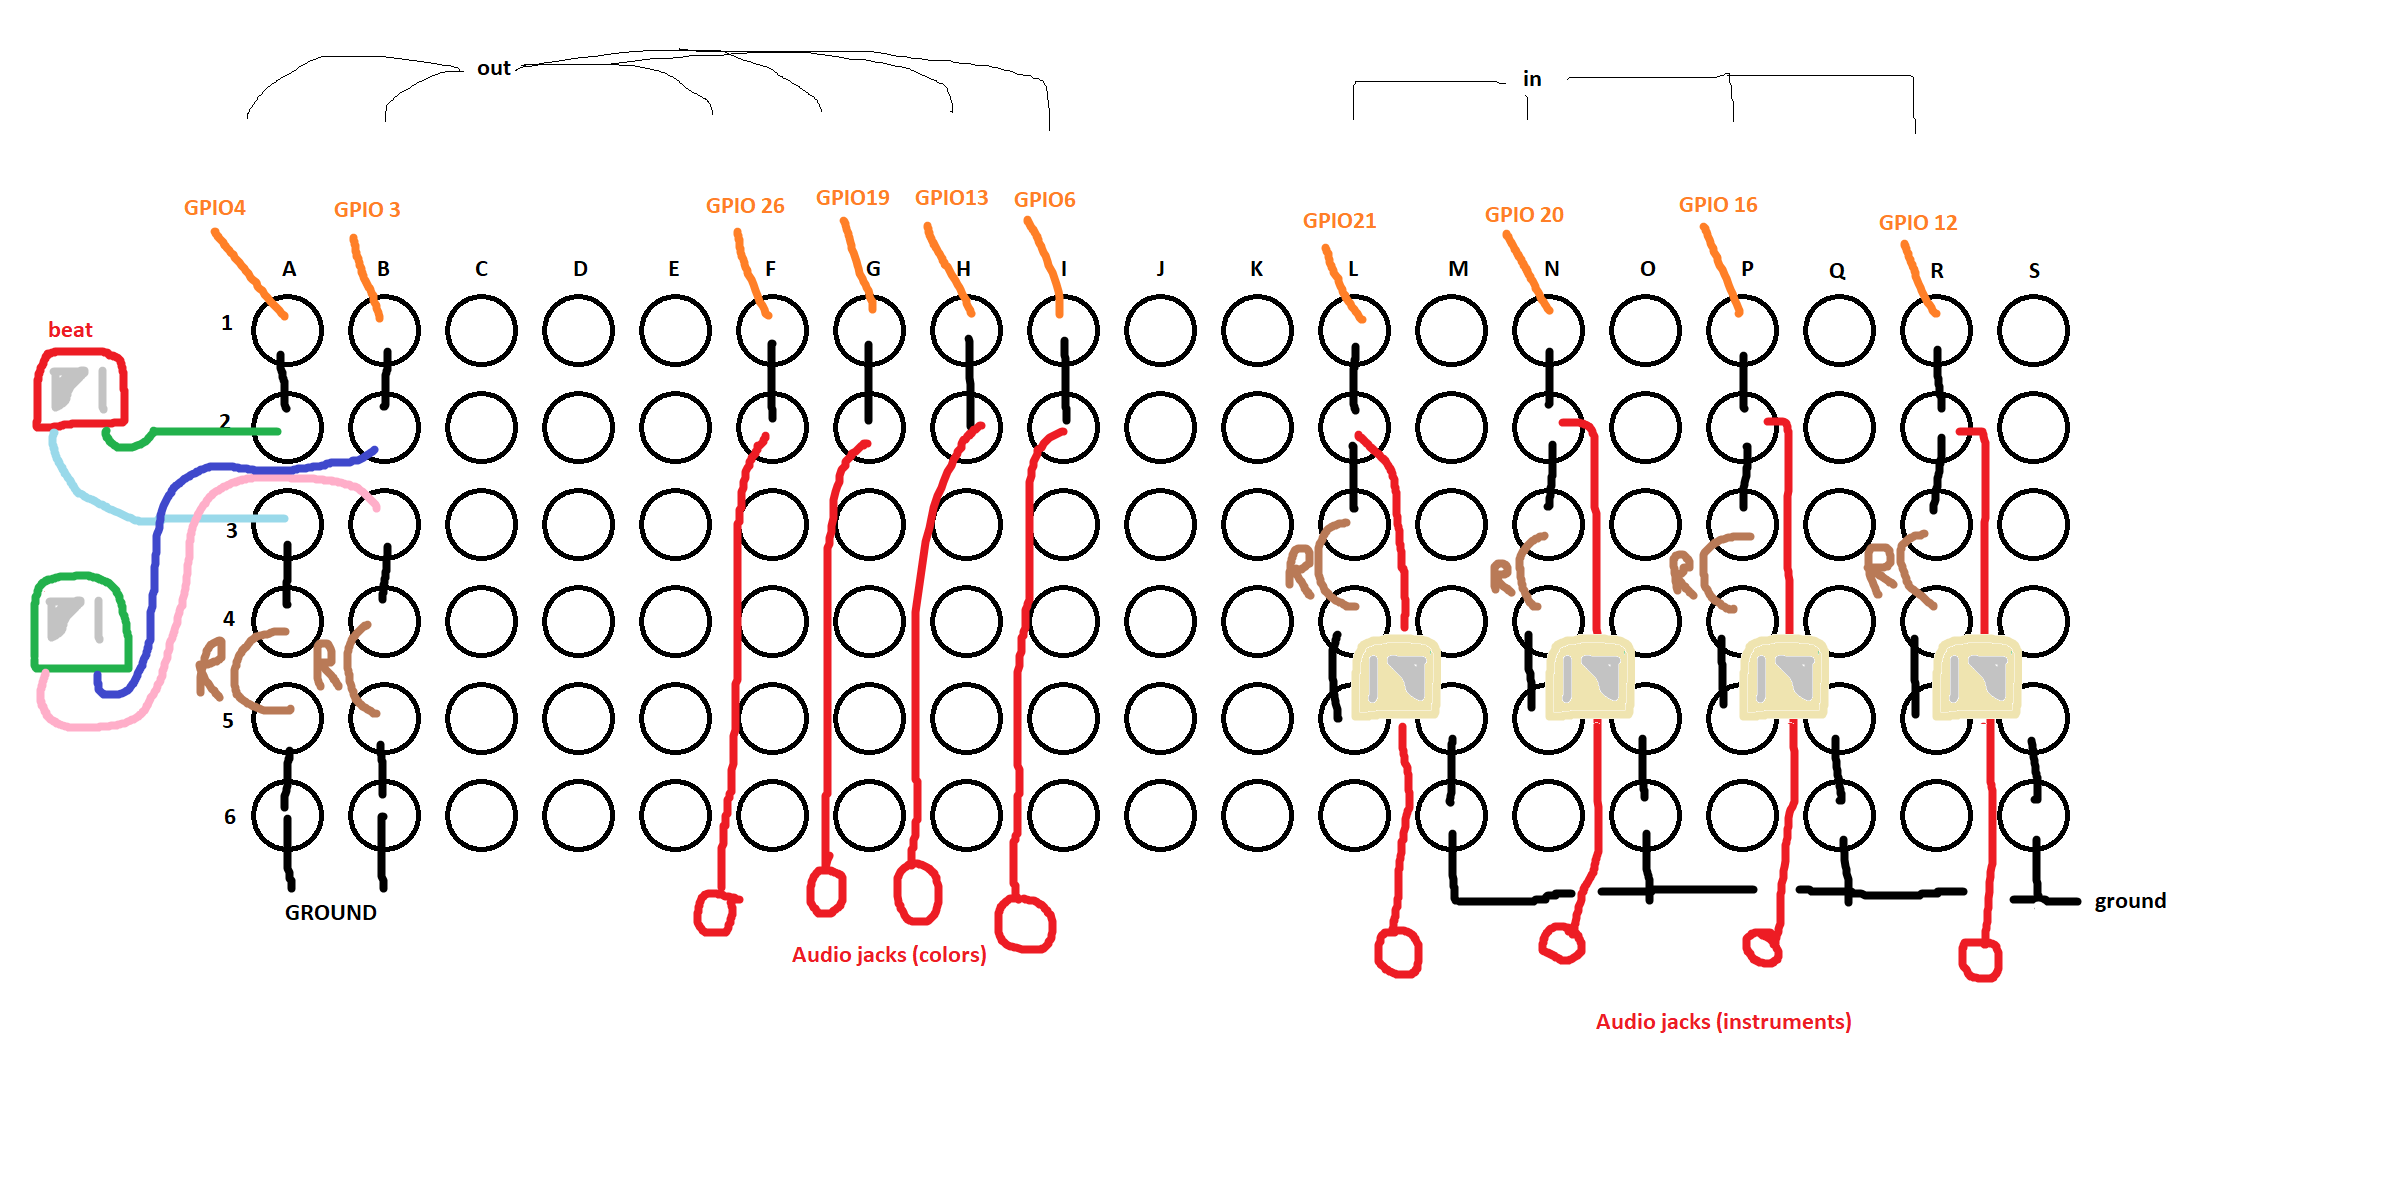 out
in
GPIO4
GPIO 3
GPIO 26
GPIO19
GPIO13
GPIO6
GPIO21
GPIO 20
GPIO 16
GPIO 12
A B C D E F G H I J K L M N O P Q R S
1
beat
2
3
R R R R
4
R R
5
6
GROUND
ground
Audio jacks (colors)
Audio jacks (instruments)